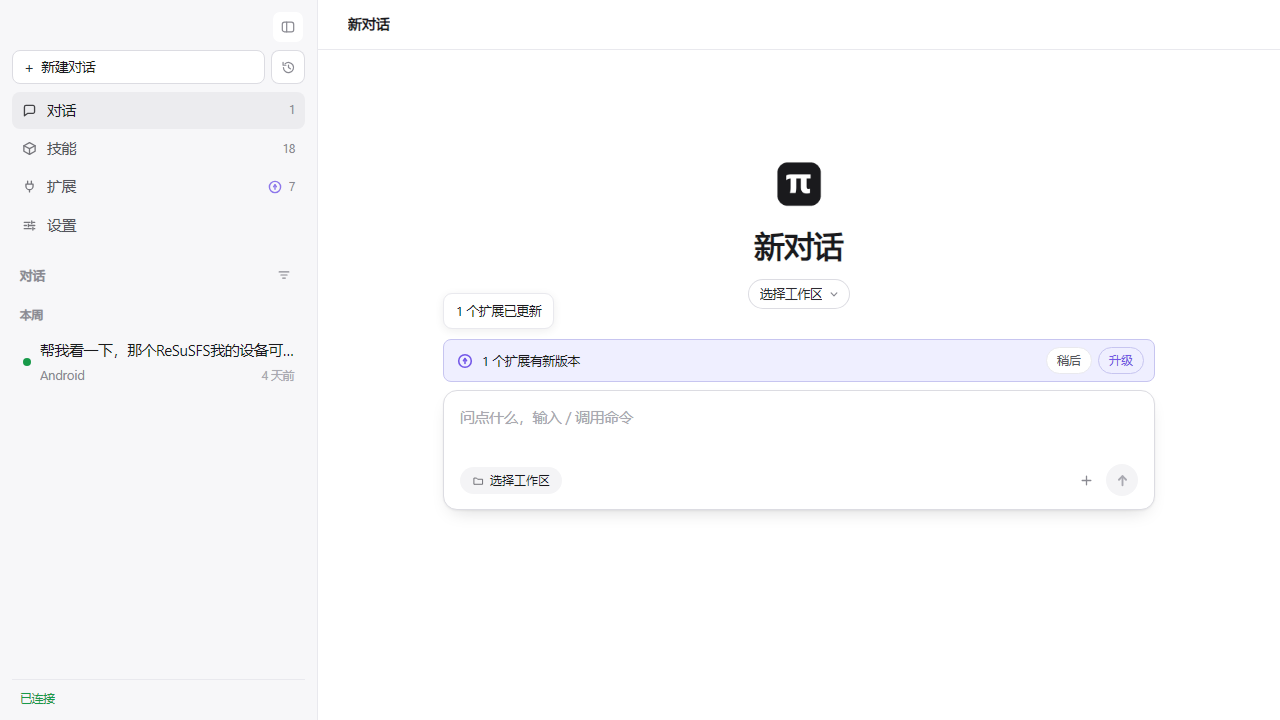 + 新建对话
对话 1
技能 18
扩展 7
设置
对话
本周
帮我看一下，那个ReSuSFS我的设备可...
Android 4 天前
已连接
新对话
π
新对话
选择工作区
1 个扩展已更新
1 个扩展有新版本 稍后 升级
问点什么，输入 / 调用命令
选择工作区